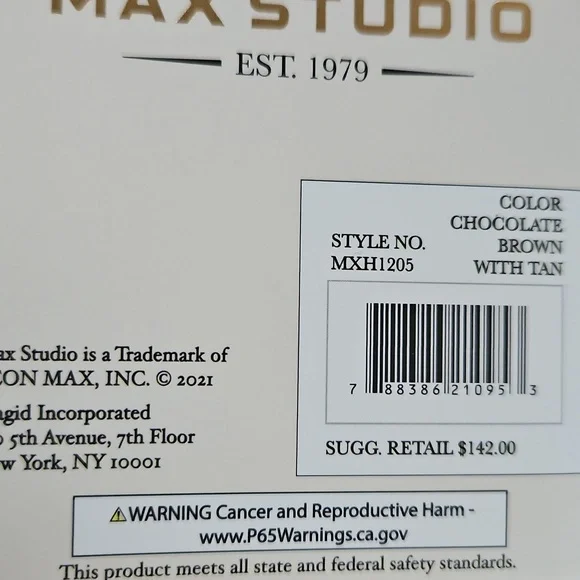 MAX STUDIO
EST. 1979
COLOR
CHOCOLATE
STYLE NO. BROWN
MXH1205 WITH TAN
7 88386 21095 3
SUGG. RETAIL $142.00
ax Studio is a Trademark of
CON MAX, INC. © 2021
agid Incorporated
5th Avenue, 7th Floor
w York, NY 10001
⚠WARNING Cancer and Reproductive Harm -
www.P65Warnings.ca.gov
This product meets all state and federal safety standards.